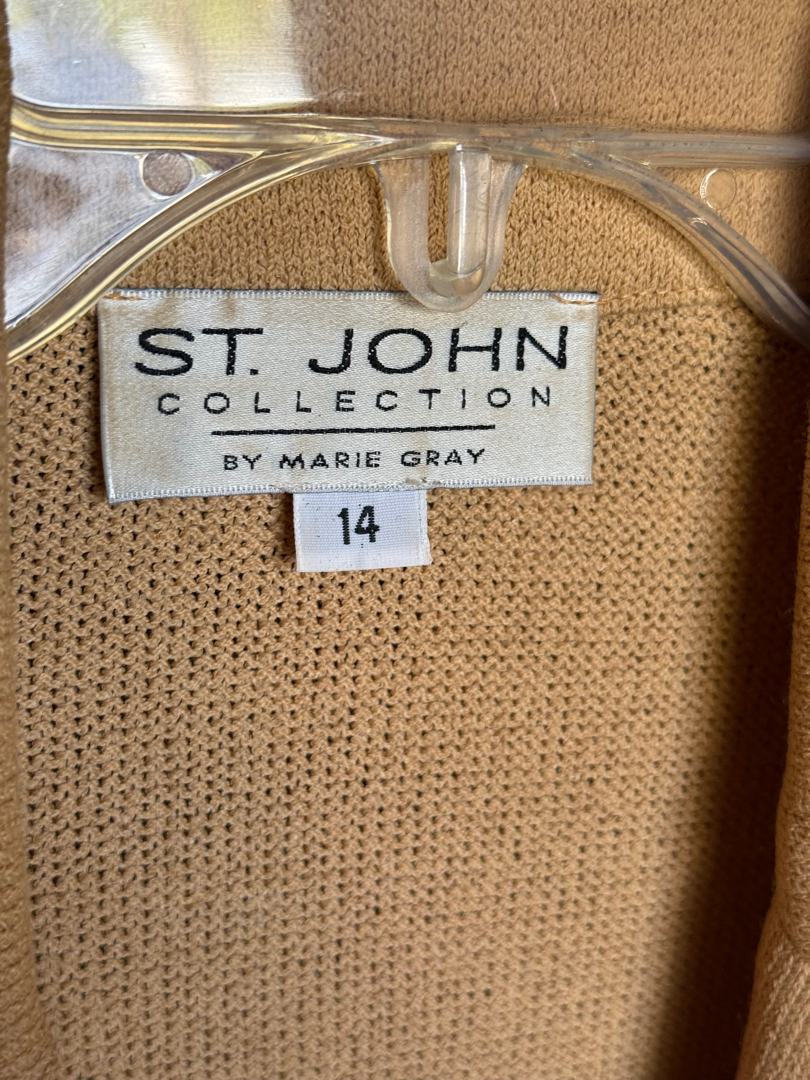 ST. JOHN
COLLECTION
BY MARIE GRAY
14